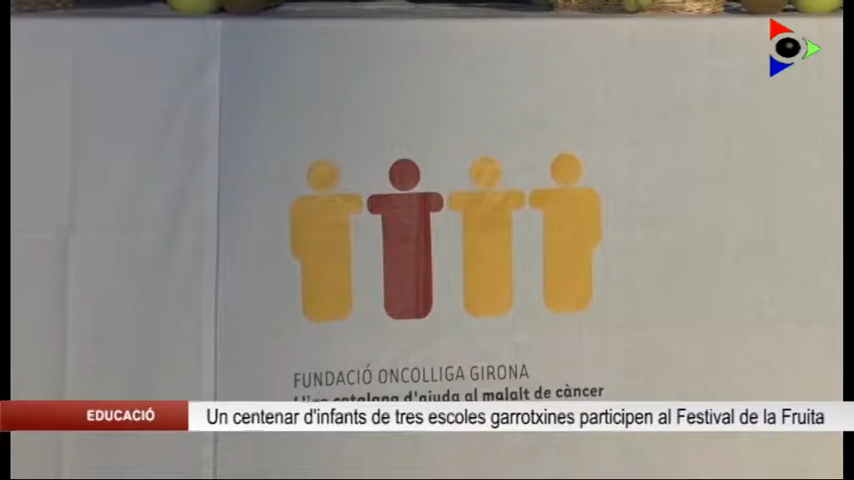 FUNDACIÓ ONCOLLIGA GIRONA
Lliga catalana d'ajuda al malalt de càncer
EDUCACIÓ
Un centenar d'infants de tres escoles garrotxines participen al Festival de la Fruita